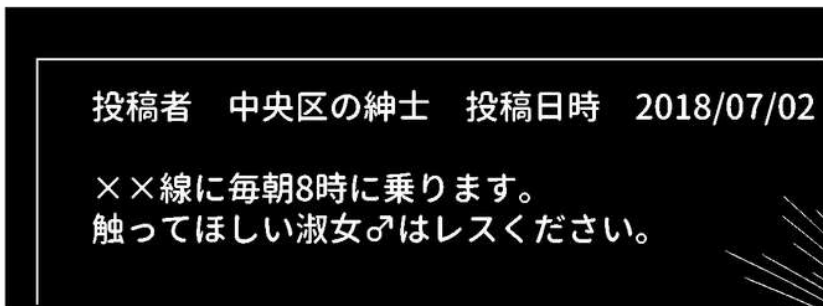 投稿者　中央区の紳士　投稿日時　2018/07/02
××線に毎朝8時に乗ります。
触ってほしい淑女♂はレスください。